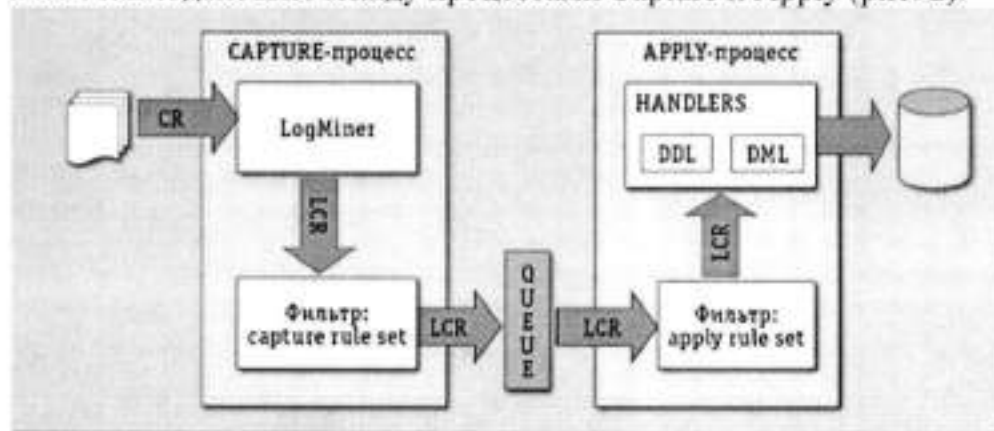 CAPTURE-процесс
CR
LogMiner
LCR
Фильтр:
capture rule set
LCR
QUEUE
LCR
APPLY-процесс
HANDLERS
DDL
DML
LCR
Фильтр:
apply rule set